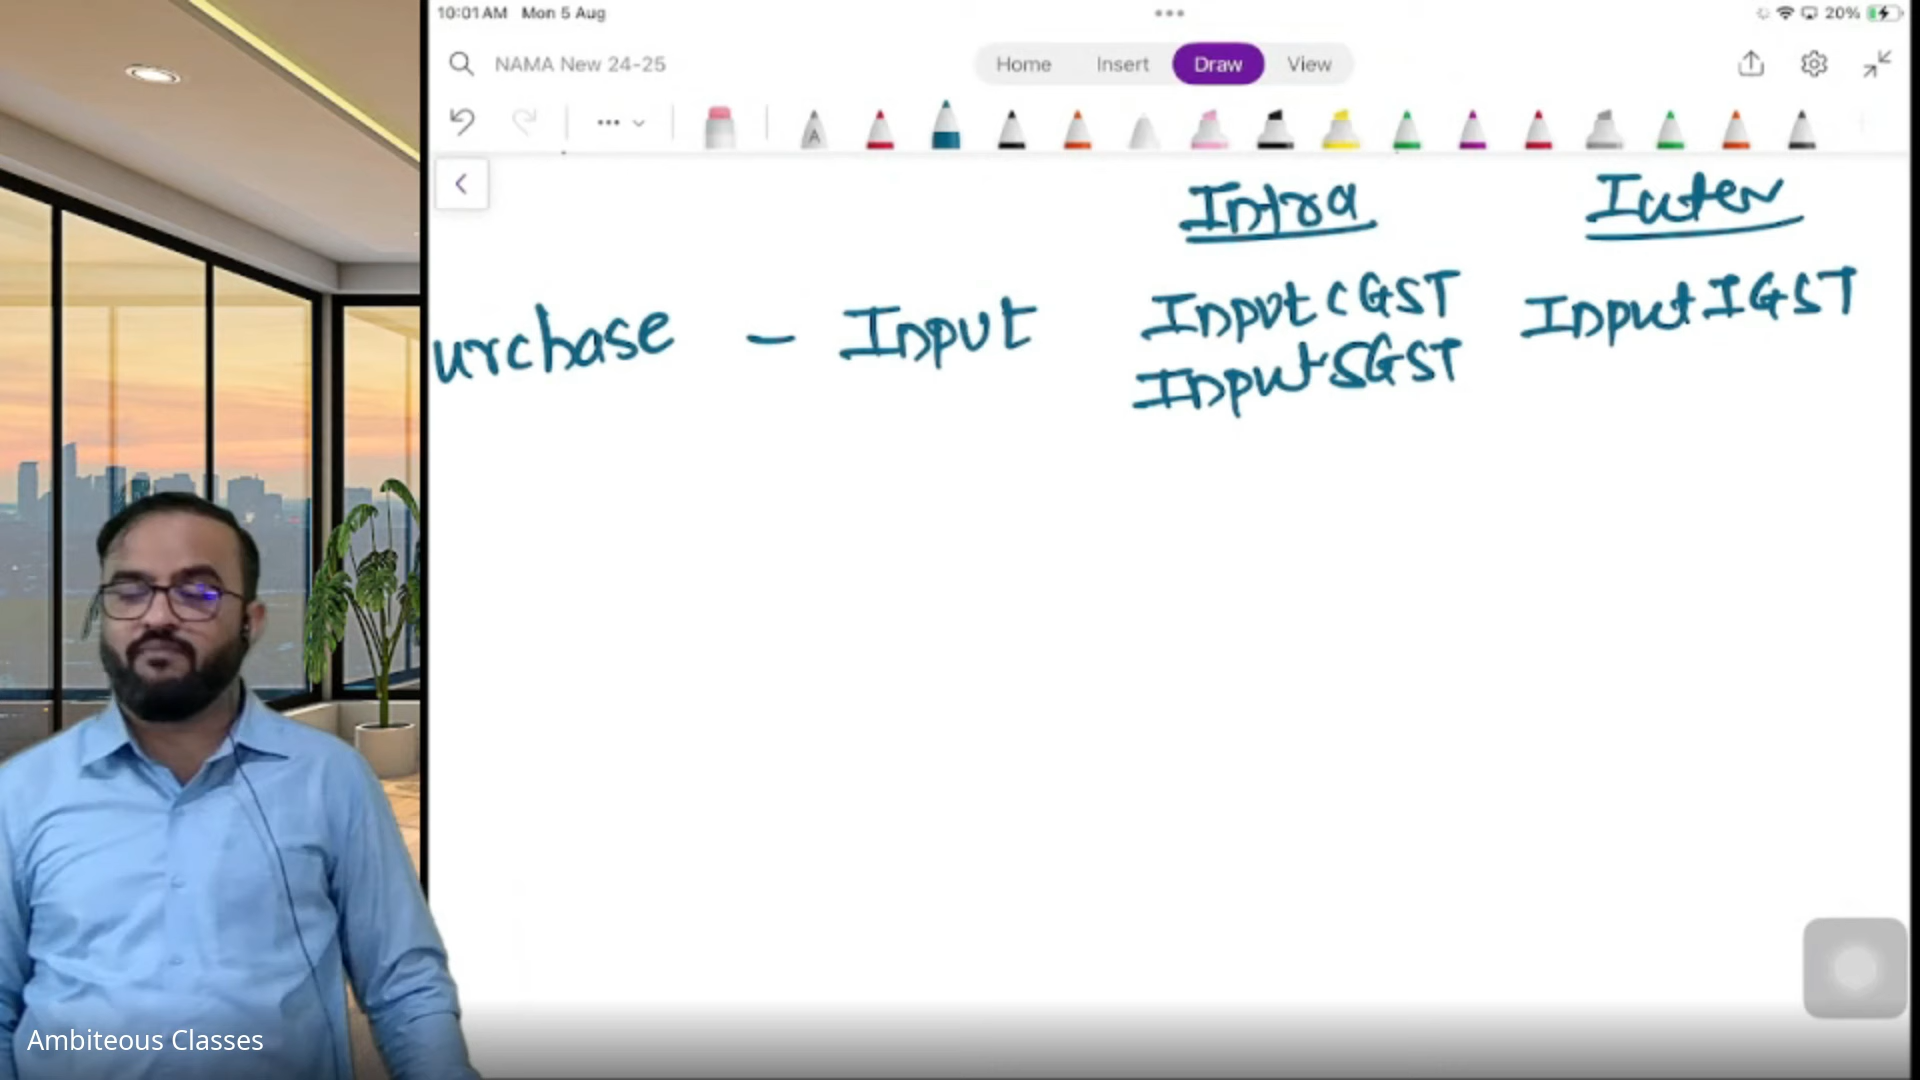 10:01 AM Mon 5 Aug
20%
NAMA New 24-25
Home Insert Draw View
A
Intra Inter
urchase - Input Input CGST Input IGST
Input SGST
Ambiteous Classes